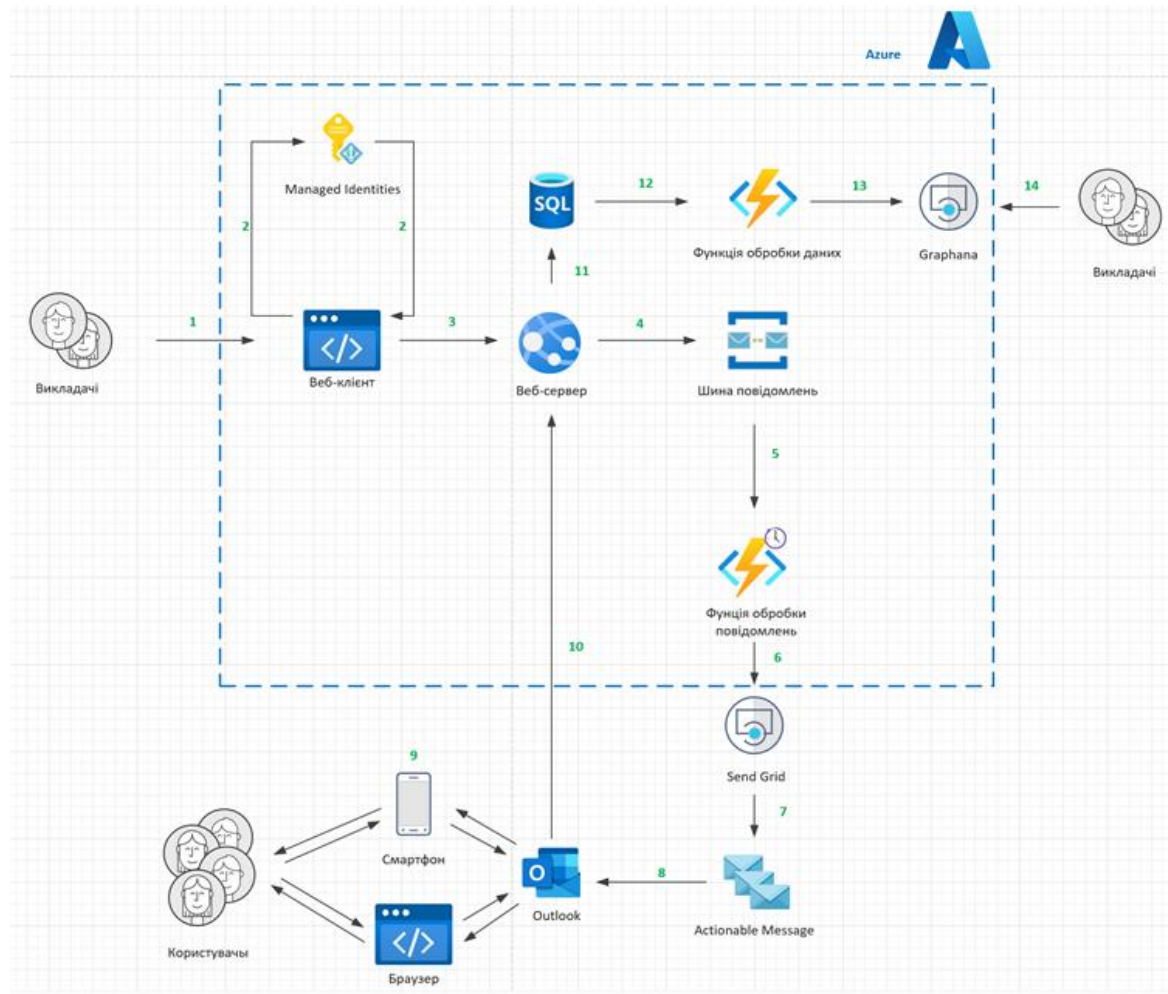 Azure
Managed Identities
2
2
SQL
12
13
14
Функція обробки даних
Graphana
Викладачі
11
1
3
4
Викладачі
Веб-клієнт
Веб-сервер
Шина повідомлень
5
Фунція обробки
повідомлень
10
6
Send Grid
9
7
Смартфон
8
Outlook
Actionable Message
Користувачы
Браузер